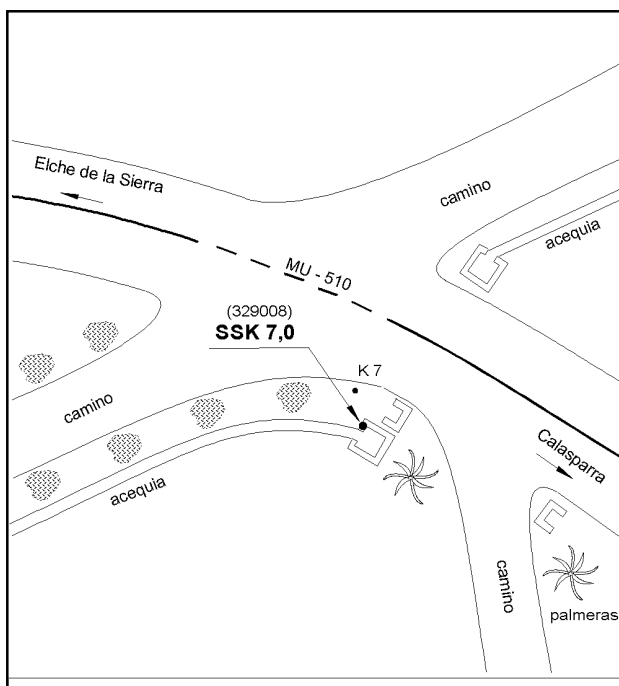 Elche de la Sierra
camino
acequia
MU - 510
(329008)
SSK 7,0
K 7
camino
Calasparra
acequia
camino
palmeras